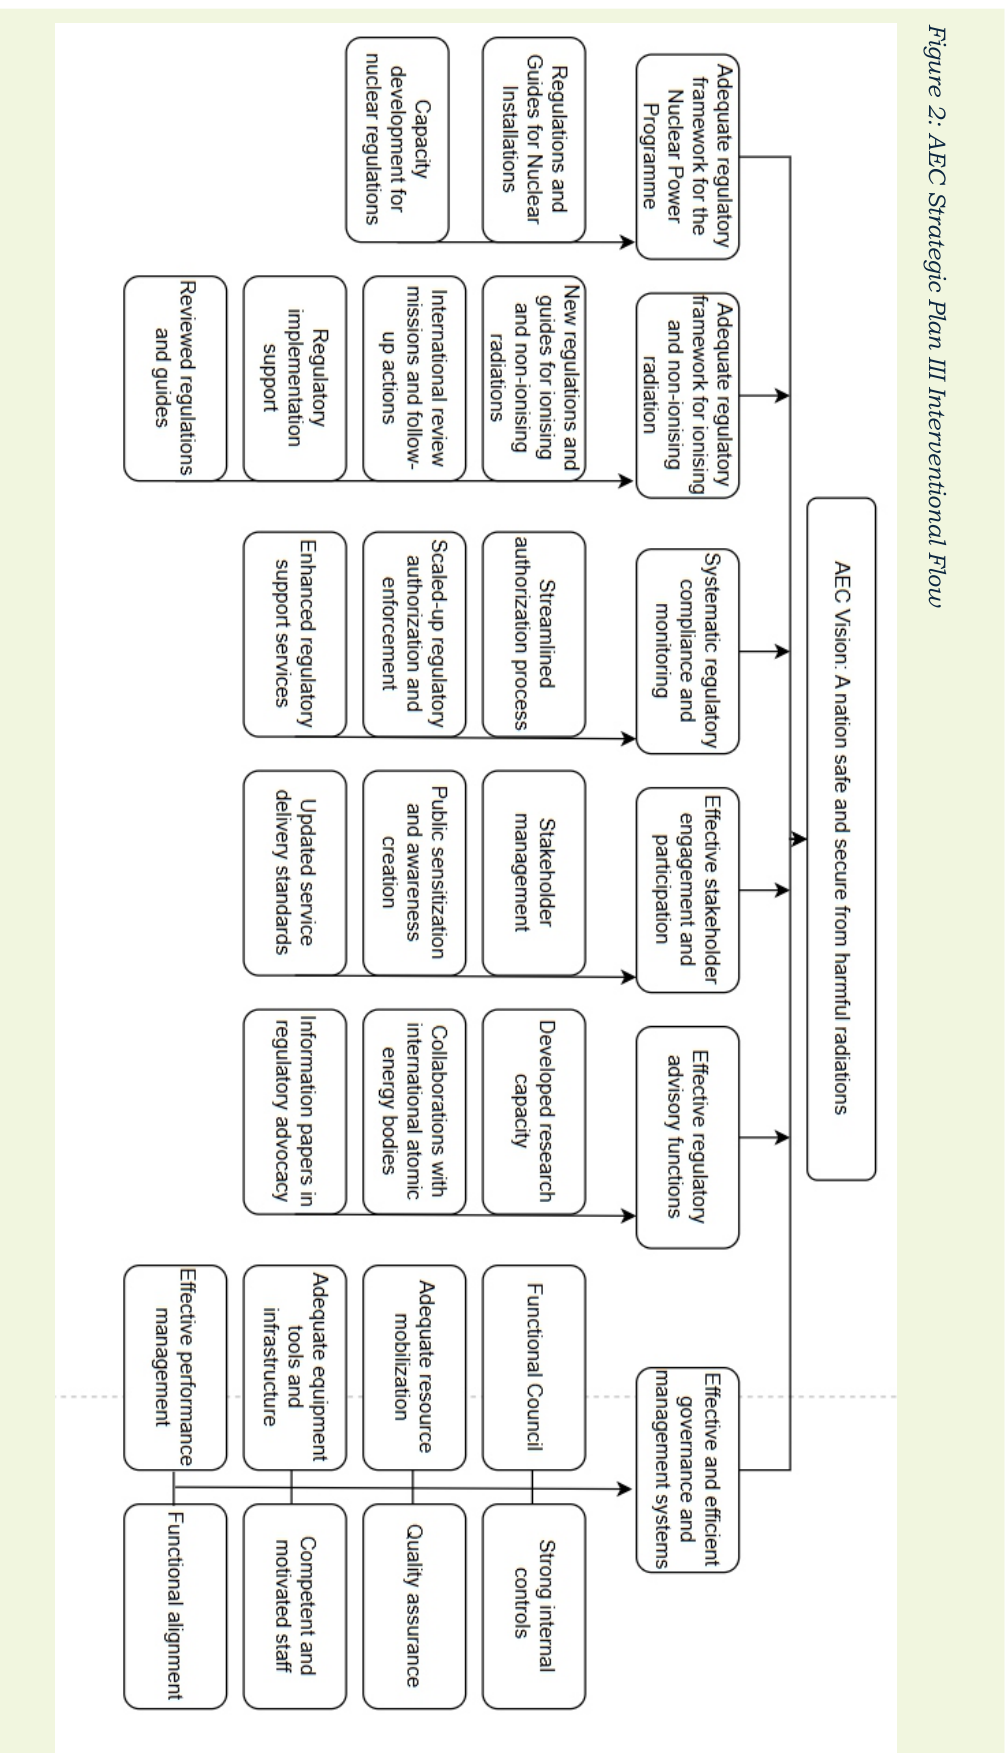 Figure 2: AEC Strategic Plan III Interventional Flow
AEC Vision: A nation safe and secure from harmful radiations
Adequate regulatory
framework for the
Nuclear Power
Programme
Regulations and
Guides for Nuclear
Installations
Capacity
development for
nuclear regulations
Adequate regulatory
framework for ionising
and non-ionising
radiation
New regulations and
guides for ionising
and non-ionising
radiations
International review
missions and follow-
up actions
Regulatory
implementation
support
Reviewed regulations
and guides
Systematic regulatory
compliance and
monitoring
Streamlined
authorization process
Scaled-up regulatory
authorization and
enforcement
Enhanced regulatory
support services
Effective stakeholder
engagement and
participation
Stakeholder
management
Public sensitization
and awareness
creation
Updated service
delivery standards
Effective regulatory
advisory functions
Developed research
capacity
Collaborations with
international atomic
energy bodies
Information papers in
regulatory advocacy
Effective and efficient
governance and
management systems
Functional Council
Strong internal
controls
Adequate resource
mobilization
Quality assurance
Adequate equipment
tools and
infrastructure
Competent and
motivated staff
Effective performance
management
Functional alignment